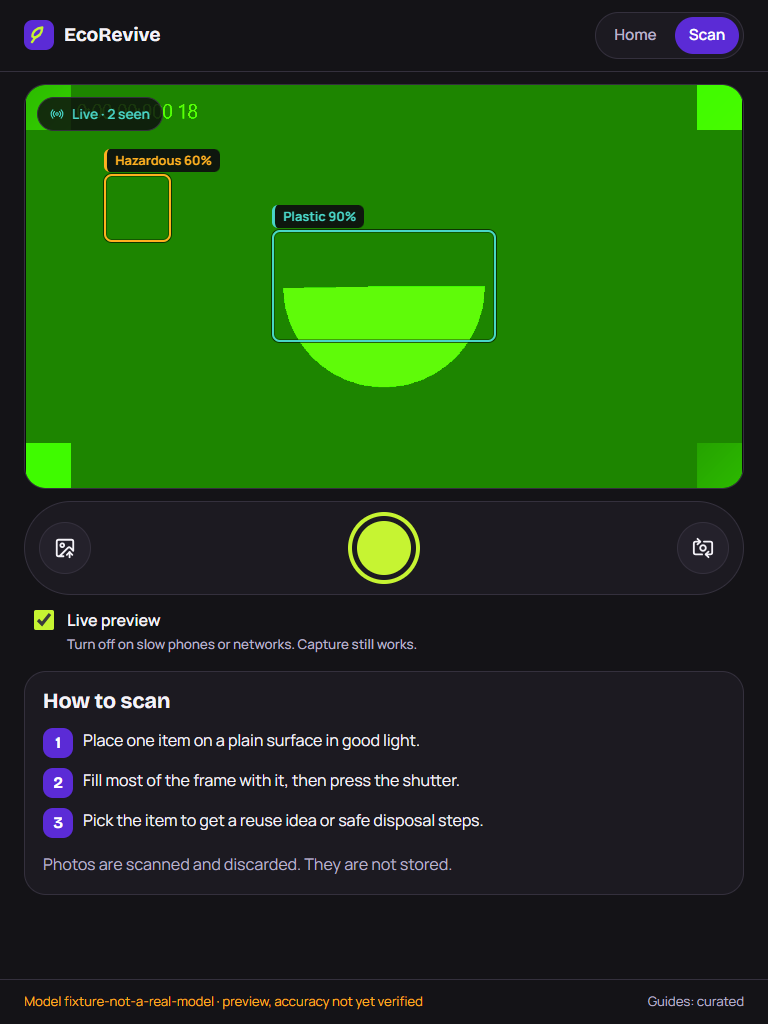 EcoRevive
Home
Scan
Live · 2 seen
0 18
Hazardous 60%
Plastic 90%
Live preview
Turn off on slow phones or networks. Capture still works.
How to scan
1 Place one item on a plain surface in good light.
2 Fill most of the frame with it, then press the shutter.
3 Pick the item to get a reuse idea or safe disposal steps.
Photos are scanned and discarded. They are not stored.
Model fixture-not-a-real-model · preview, accuracy not yet verified
Guides: curated